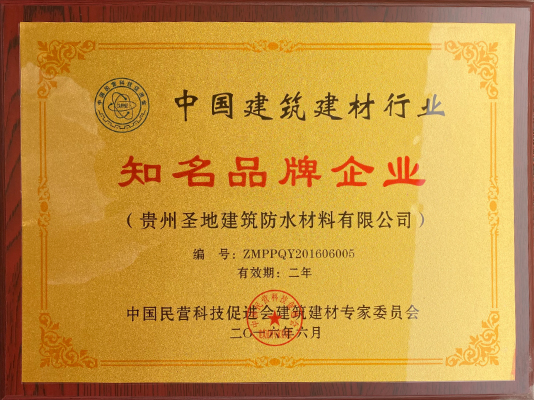 中国建筑建材行业
知名品牌企业
（贵州圣地建筑防水材料有限公司）
编 号：ZMPPQY201606005
有效期：二年
中国民营科技促进会建筑建材专家委员会
二〇一六年六月